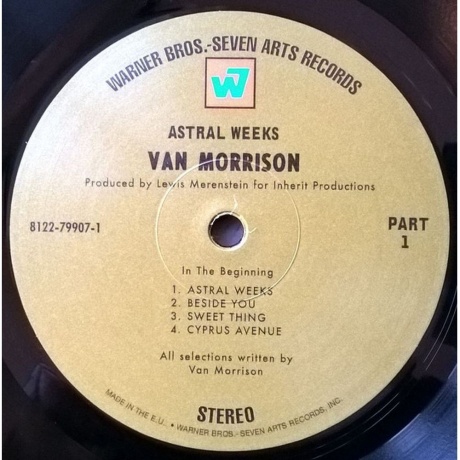 WARNER BROS.-SEVEN ARTS RECORDS
W7
ASTRAL WEEKS
VAN MORRISON
Produced by Lewis Merenstein for Inherit Productions
8122-79907-1
PART
1
In The Beginning
1. ASTRAL WEEKS
2. BESIDE YOU
3. SWEET THING
4. CYPRUS AVENUE
All selections written by
Van Morrison
STEREO
MADE IN THE E.U. • WARNER BROS.-SEVEN ARTS RECORDS, INC.